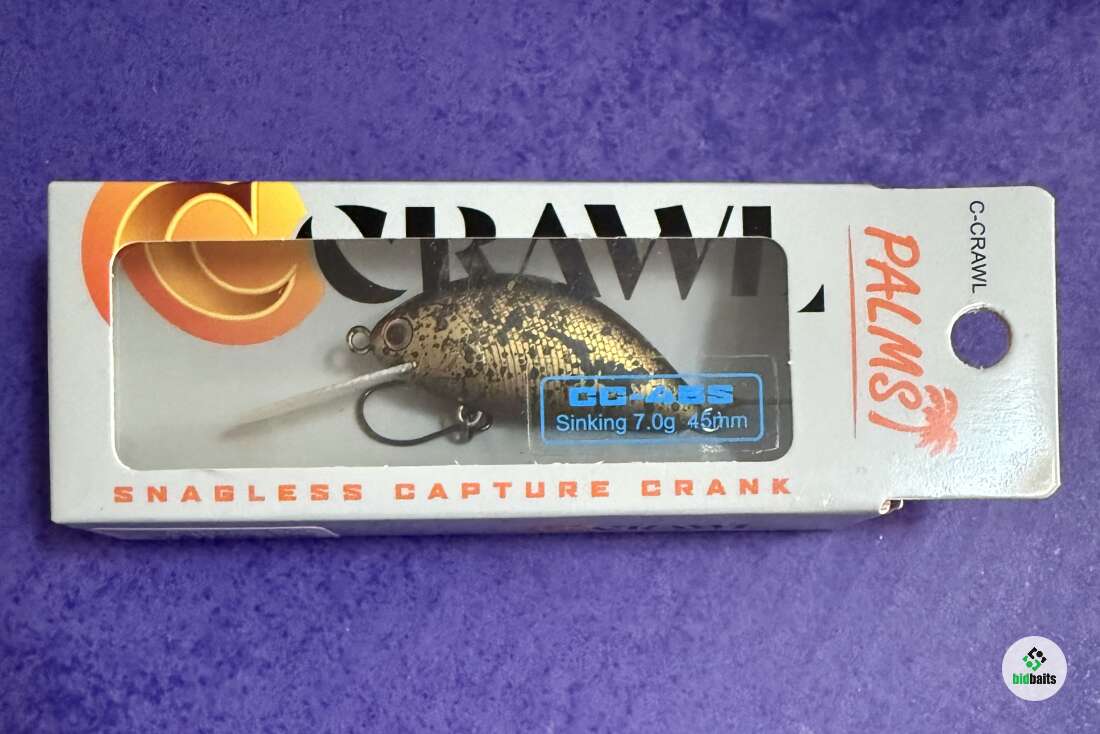 C CRAWL
CC-45S
Sinking 7.0g 45mm
SNAGLESS CAPTURE CRANK
PALMS
C-CRAWL
bidbaits